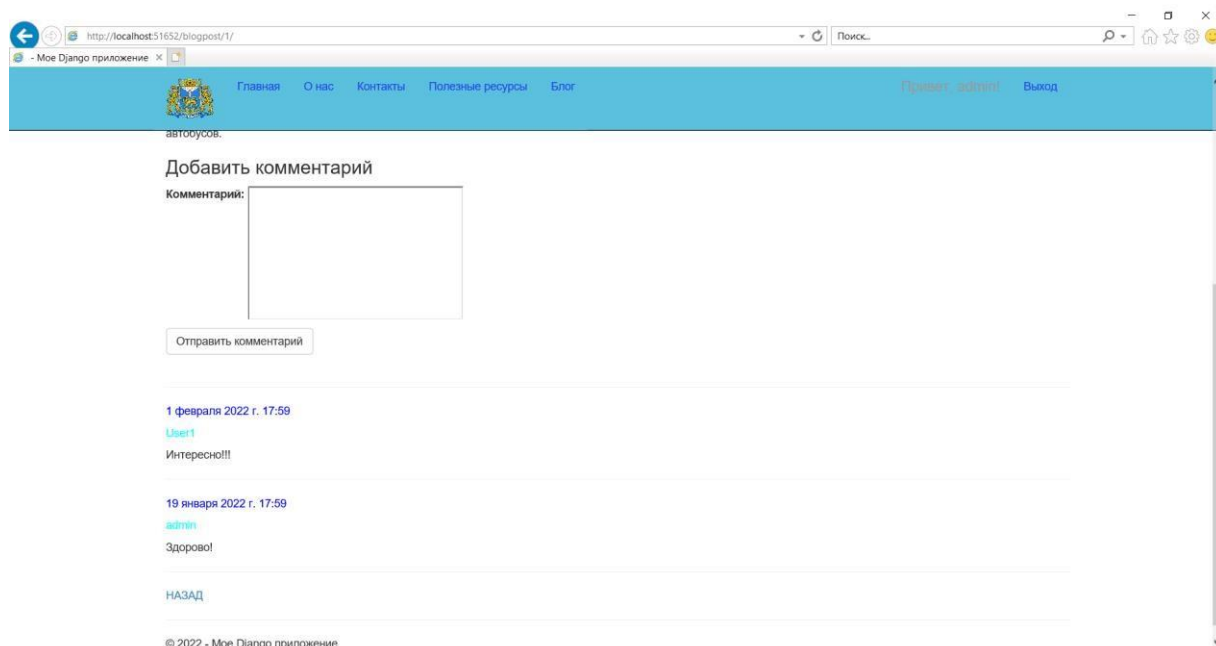 http://localhost:51652/blogpost/1/
Поиск...
- Мое Django приложение
Главная О нас Контакты Полезные ресурсы Блог Привет, admin! Выход
автобусов.
Добавить комментарий
Комментарий:
Отправить комментарий
1 февраля 2022 г. 17:59
User1
Интересно!!!
19 января 2022 г. 17:59
admin
Здорово!
НАЗАД
© 2022 - Мое Django приложение